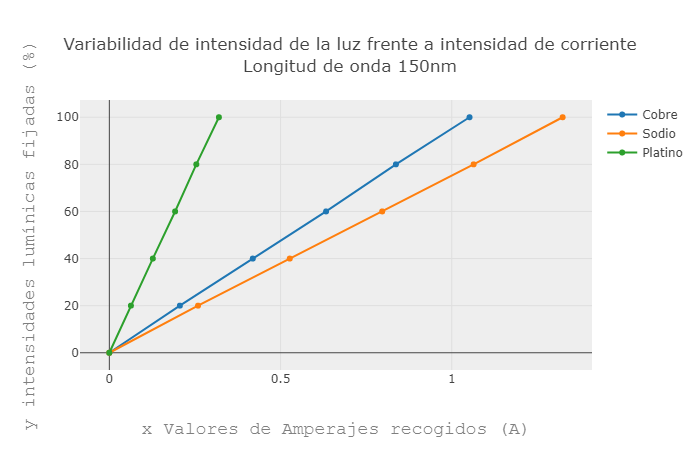 Variabilidad de intensidad de la luz frente a intensidad de corriente
Longitud de onda 150nm
y intensidades lumínicas fijadas (%)
100
80
60
40
20
0
0
0.5
1
x Valores de Amperajes recogidos (A)
Cobre
Sodio
Platino